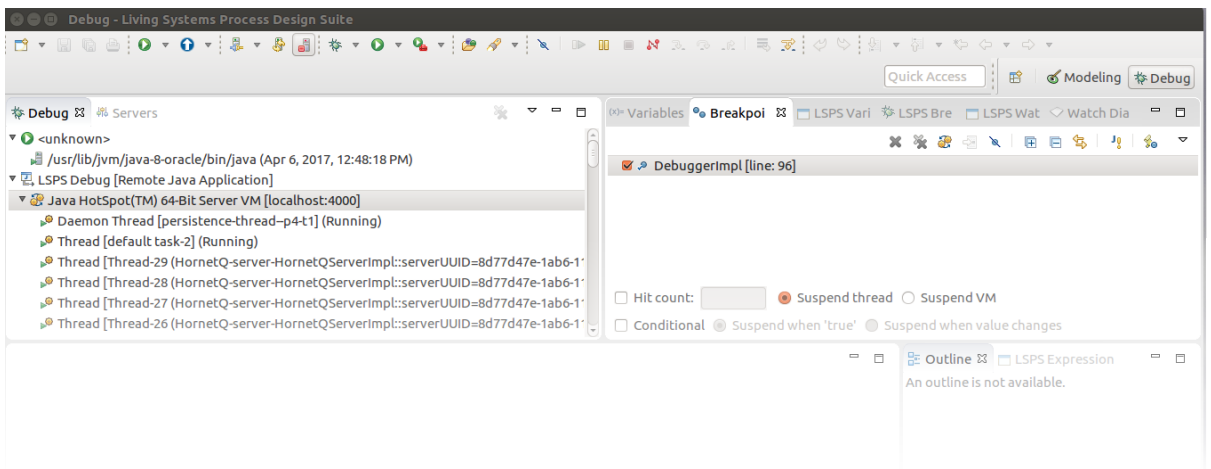 Debug - Living Systems Process Design Suite
Quick Access
Modeling
Debug
Debug
Servers
(x)= Variables
Breakpoi
LSPS Vari
LSPS Bre
LSPS Wat
Watch Dia
<unknown>
/usr/lib/jvm/java-8-oracle/bin/java (Apr 6, 2017, 12:48:18 PM)
LSPS Debug [Remote Java Application]
Java HotSpot(TM) 64-Bit Server VM [localhost:4000]
Daemon Thread [persistence-thread--p4-t1] (Running)
Thread [default task-2] (Running)
Thread [Thread-29 (HornetQ-server-HornetQServerImpl::serverUUID=8d77d47e-1ab6-11
Thread [Thread-28 (HornetQ-server-HornetQServerImpl::serverUUID=8d77d47e-1ab6-11
Thread [Thread-27 (HornetQ-server-HornetQServerImpl::serverUUID=8d77d47e-1ab6-11
Thread [Thread-26 (HornetQ-server-HornetQServerImpl::serverUUID=8d77d47e-1ab6-11
DebuggerImpl [line: 96]
Hit count:
Suspend thread
Suspend VM
Conditional
Suspend when 'true'
Suspend when value changes
Outline
LSPS Expression
An outline is not available.